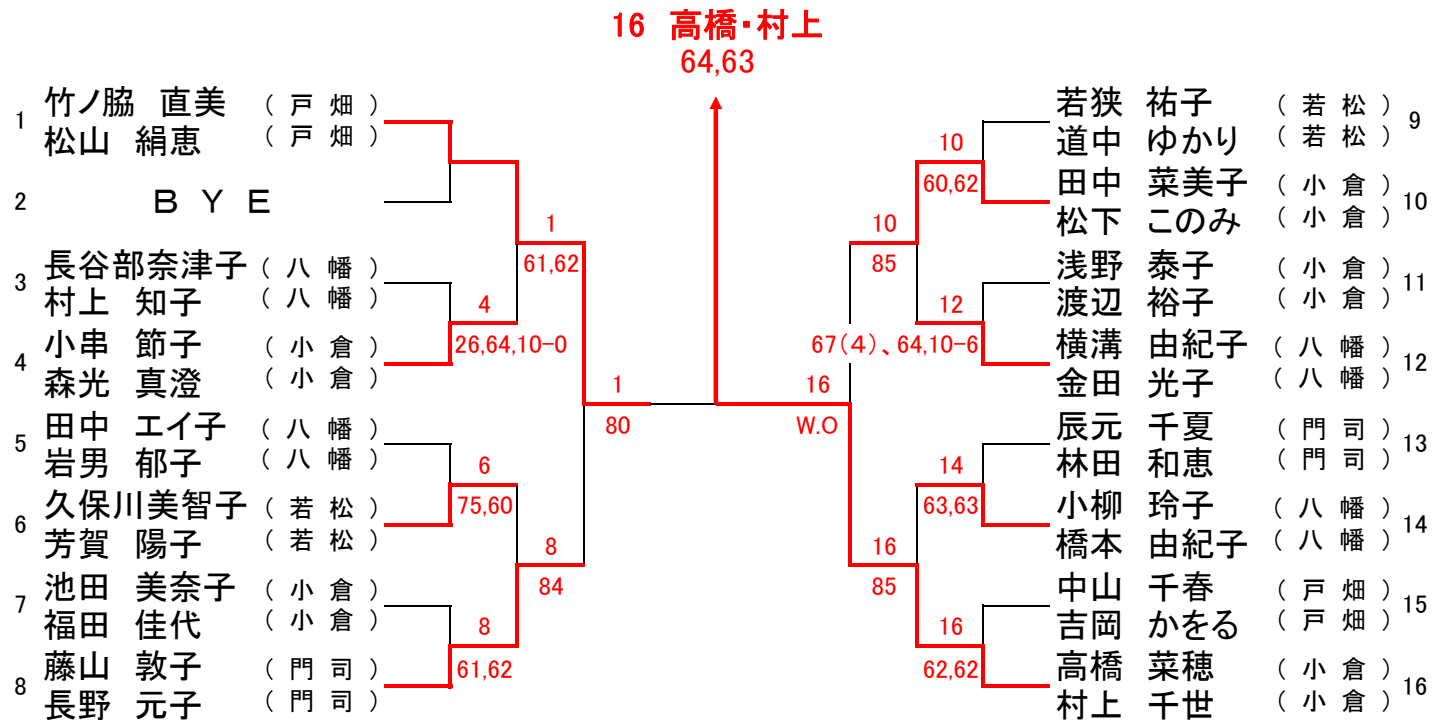 16 高橋・村上
64,63
1 竹ノ脇 直美 (戸畑)
松山 絹恵 (戸畑)
2 BYE
3 長谷部奈津子 (八幡)
村上 知子 (八幡)
4 小串 節子 (小倉)
森光 真澄 (小倉)
5 田中 エイ子 (八幡)
岩男 郁子 (八幡)
6 久保川美智子 (若松)
芳賀 陽子 (若松)
7 池田 美奈子 (小倉)
福田 佳代 (小倉)
8 藤山 敦子 (門司)
長野 元子 (門司)
4
26,64,10-0
6
75,60
8
61,62
1
61,62
8
84
1
80
16
W.O
10
85
16
85
10
60,62
12
67(4)、64,10-6
14
63,63
16
62,62
若狭 祐子 (若松) 9
道中 ゆかり (若松)
田中 菜美子 (小倉) 10
松下 このみ (小倉)
浅野 泰子 (小倉) 11
渡辺 裕子 (小倉)
横溝 由紀子 (八幡) 12
金田 光子 (八幡)
辰元 千夏 (門司) 13
林田 和恵 (門司)
小柳 玲子 (八幡) 14
橋本 由紀子 (八幡)
中山 千春 (戸畑) 15
吉岡 かをる (戸畑)
高橋 菜穂 (小倉) 16
村上 千世 (小倉)